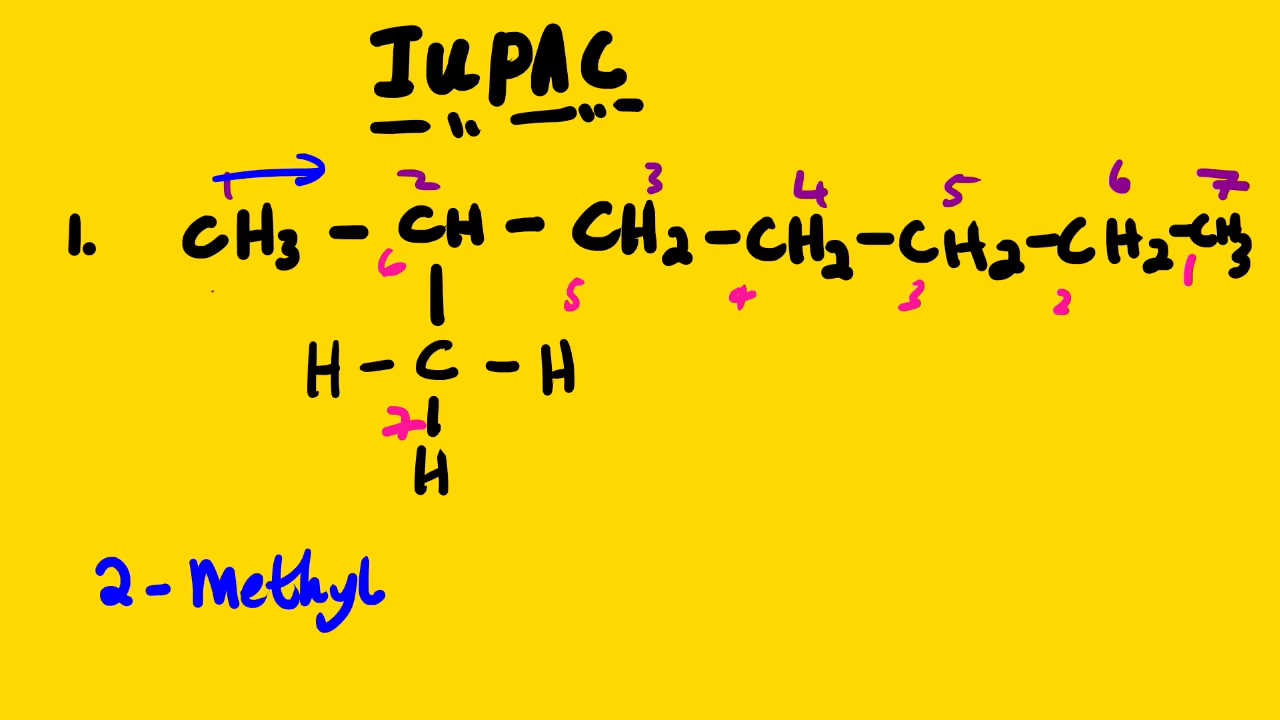 IUPAC
1 2 3 4 5 6 7
1. CH3 - CH - CH2 - CH2 - CH2 - CH2 - CH3
6 5 4 3 2 1
H - C - H
7
H
2 - Methyl